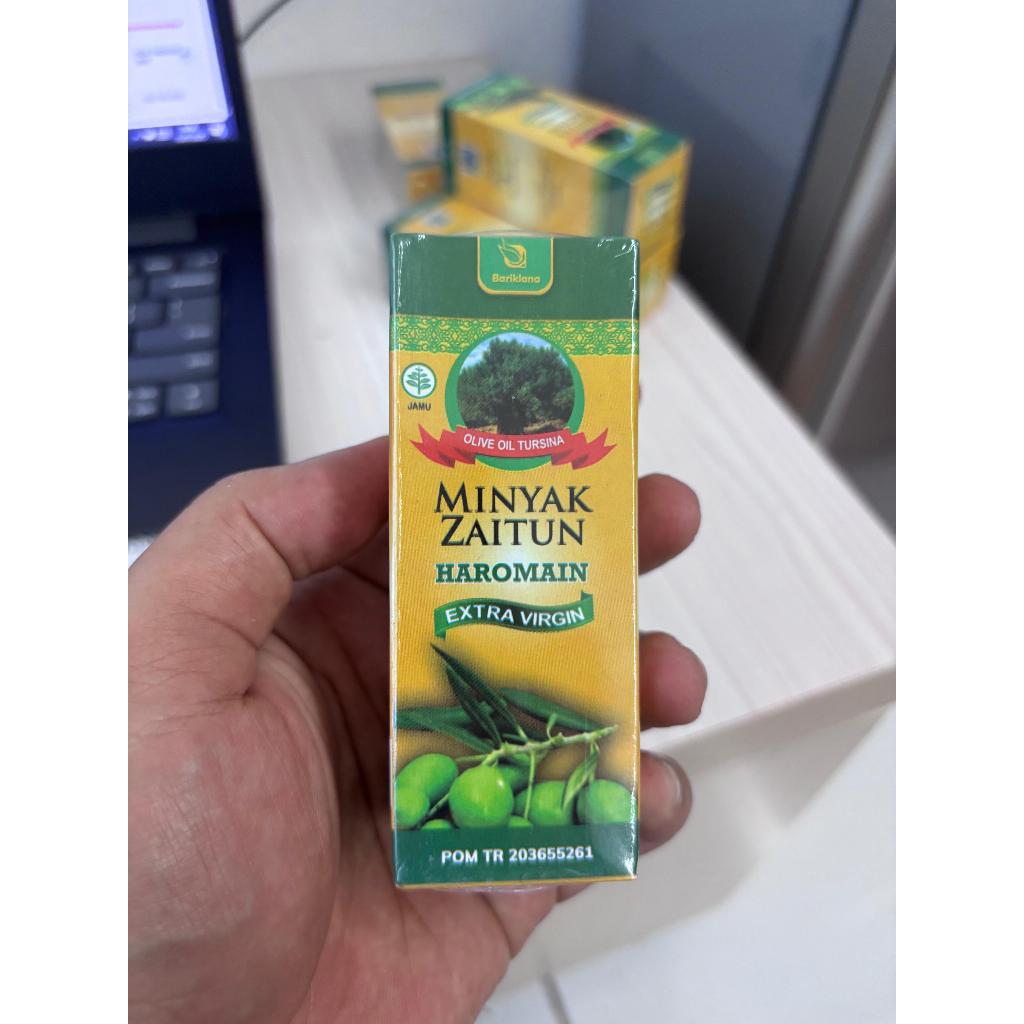 Bariklana
JAMU
OLIVE OIL TURSINA
MINYAK
ZAITUN
HAROMAIN
EXTRA VIRGIN
POM TR 203655261